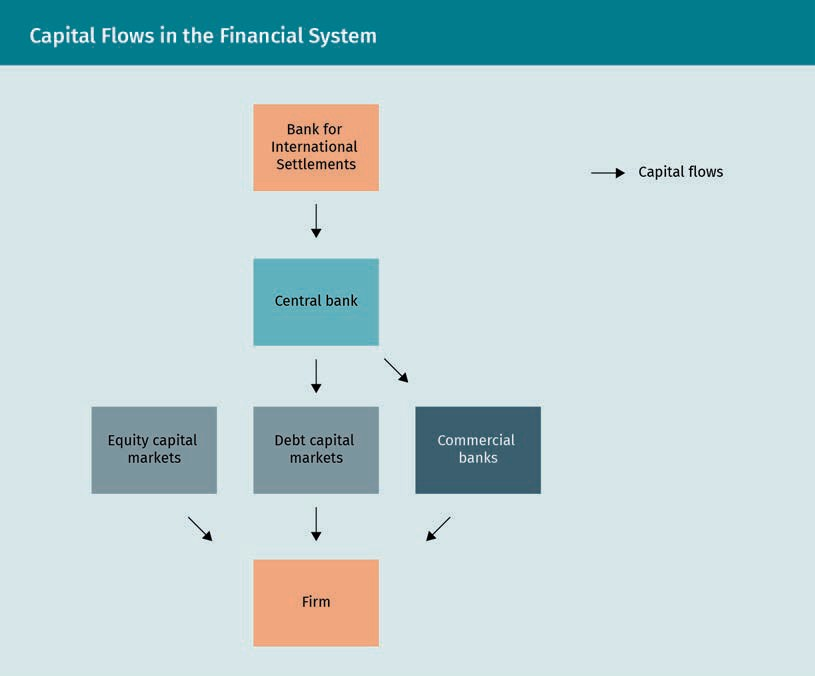 Capital Flows in the Financial System
Bank for
International
Settlements
Capital flows
Central bank
Equity capital
markets
Debt capital
markets
Commercial
banks
Firm